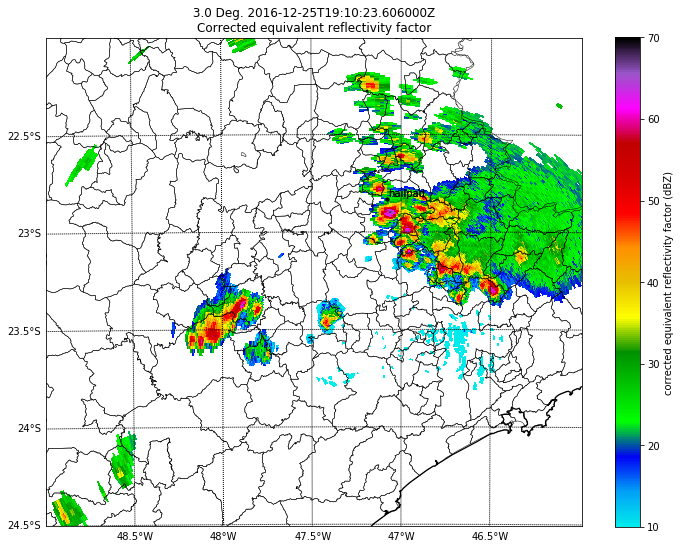 3.0 Deg. 2016-12-25T19:10:23.606000Z
Corrected equivalent reflectivity factor
22.5°S
23°S
23.5°S
24°S
24.5°S
48.5°W
48°W
47.5°W
47°W
46.5°W
70
60
50
40
30
20
10
corrected equivalent reflectivity factor (dBZ)